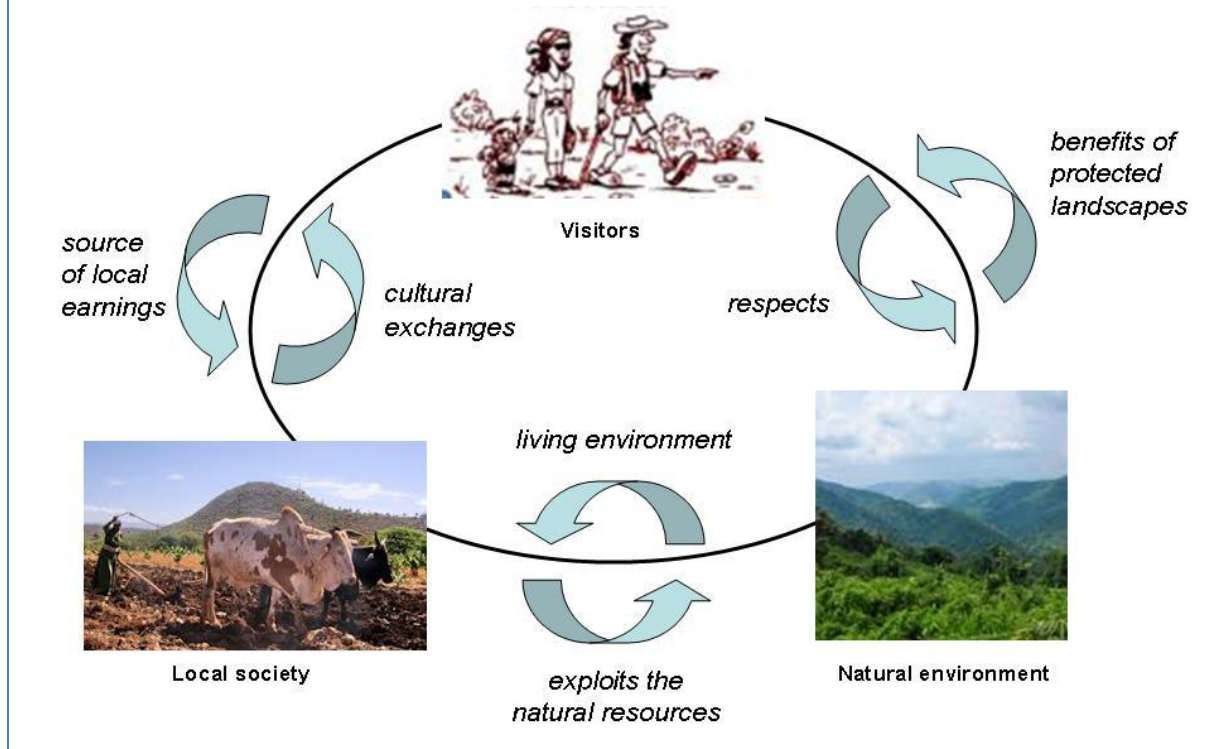 Visitors
benefits of
protected
landscapes
source
of local
earnings
cultural
exchanges
respects
living environment
Local society
Natural environment
exploits the
natural resources